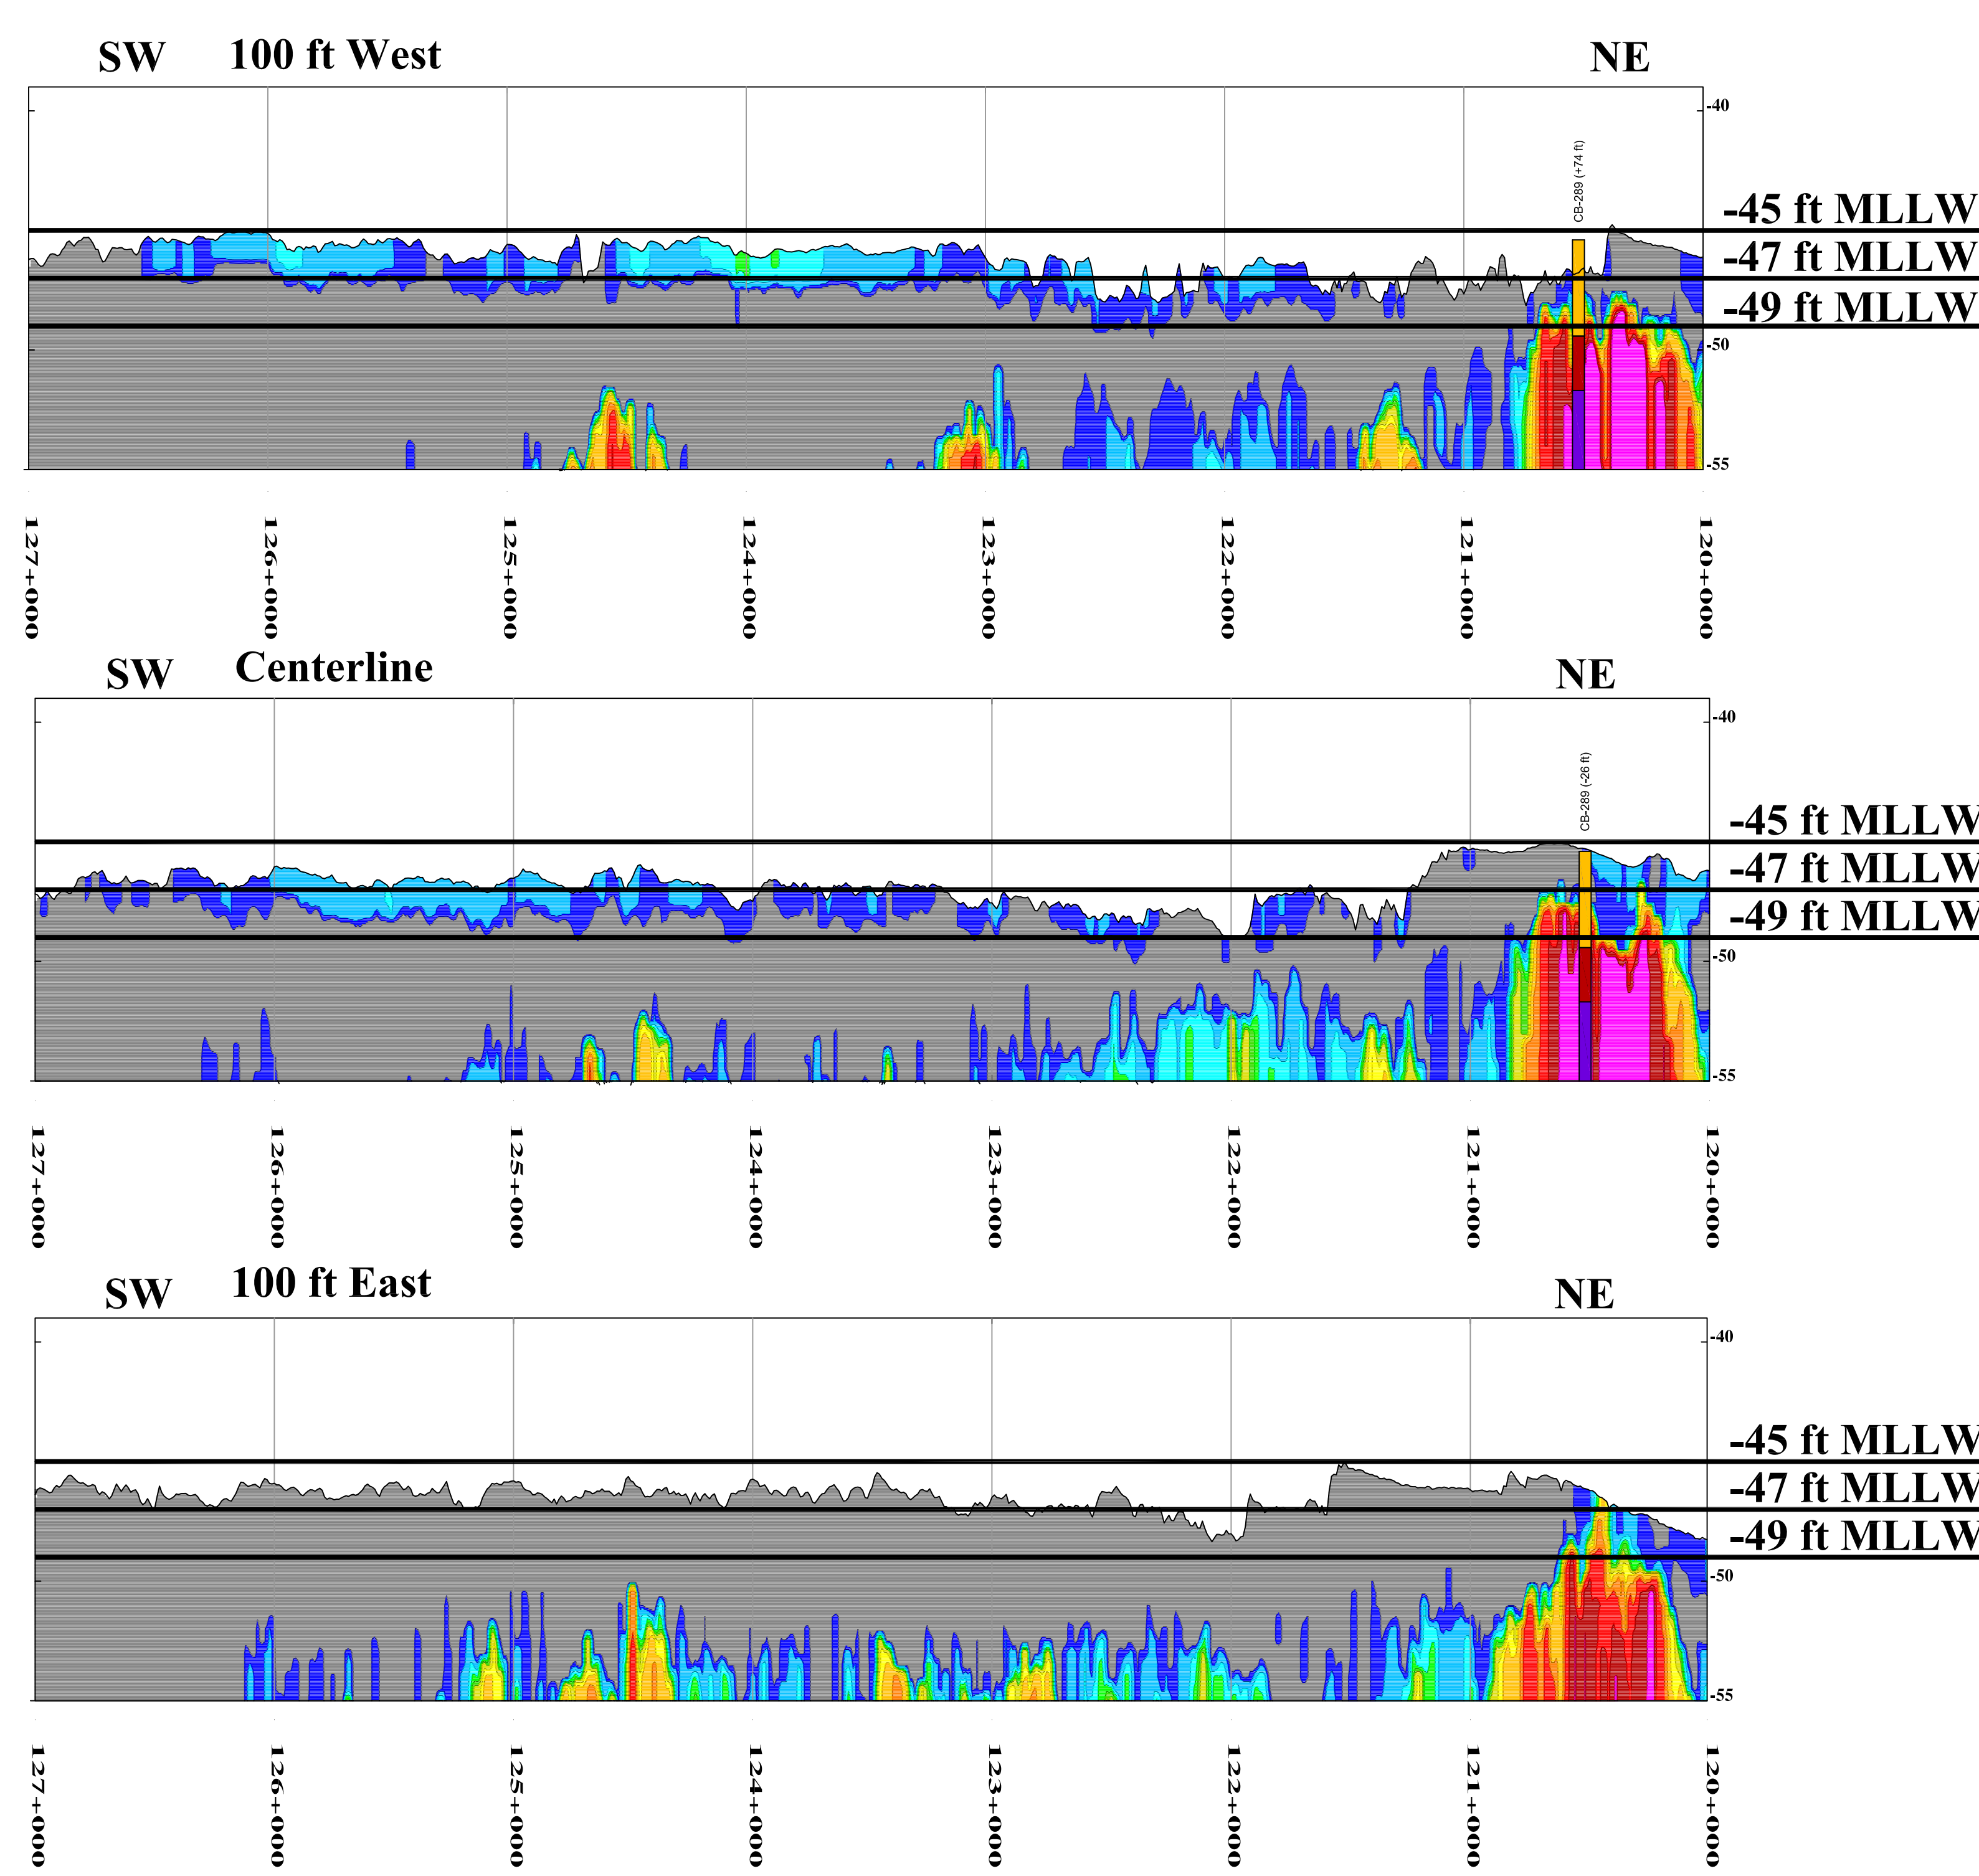 SW 100 ft West NE
-40
CB-289 (+74 ft)
-45 ft MLLW
-47 ft MLLW
-49 ft MLLW
-50
-55
127+000 126+000 125+000 124+000 123+000 122+000 121+000 120+000
SW Centerline NE
-40
CB-289 (-26 ft)
-45 ft MLLW
-47 ft MLLW
-49 ft MLLW
-50
-55
127+000 126+000 125+000 124+000 123+000 122+000 121+000 120+000
SW 100 ft East NE
-40
-45 ft MLLW
-47 ft MLLW
-49 ft MLLW
-50
-55
127+000 126+000 125+000 124+000 123+000 122+000 121+000 120+000